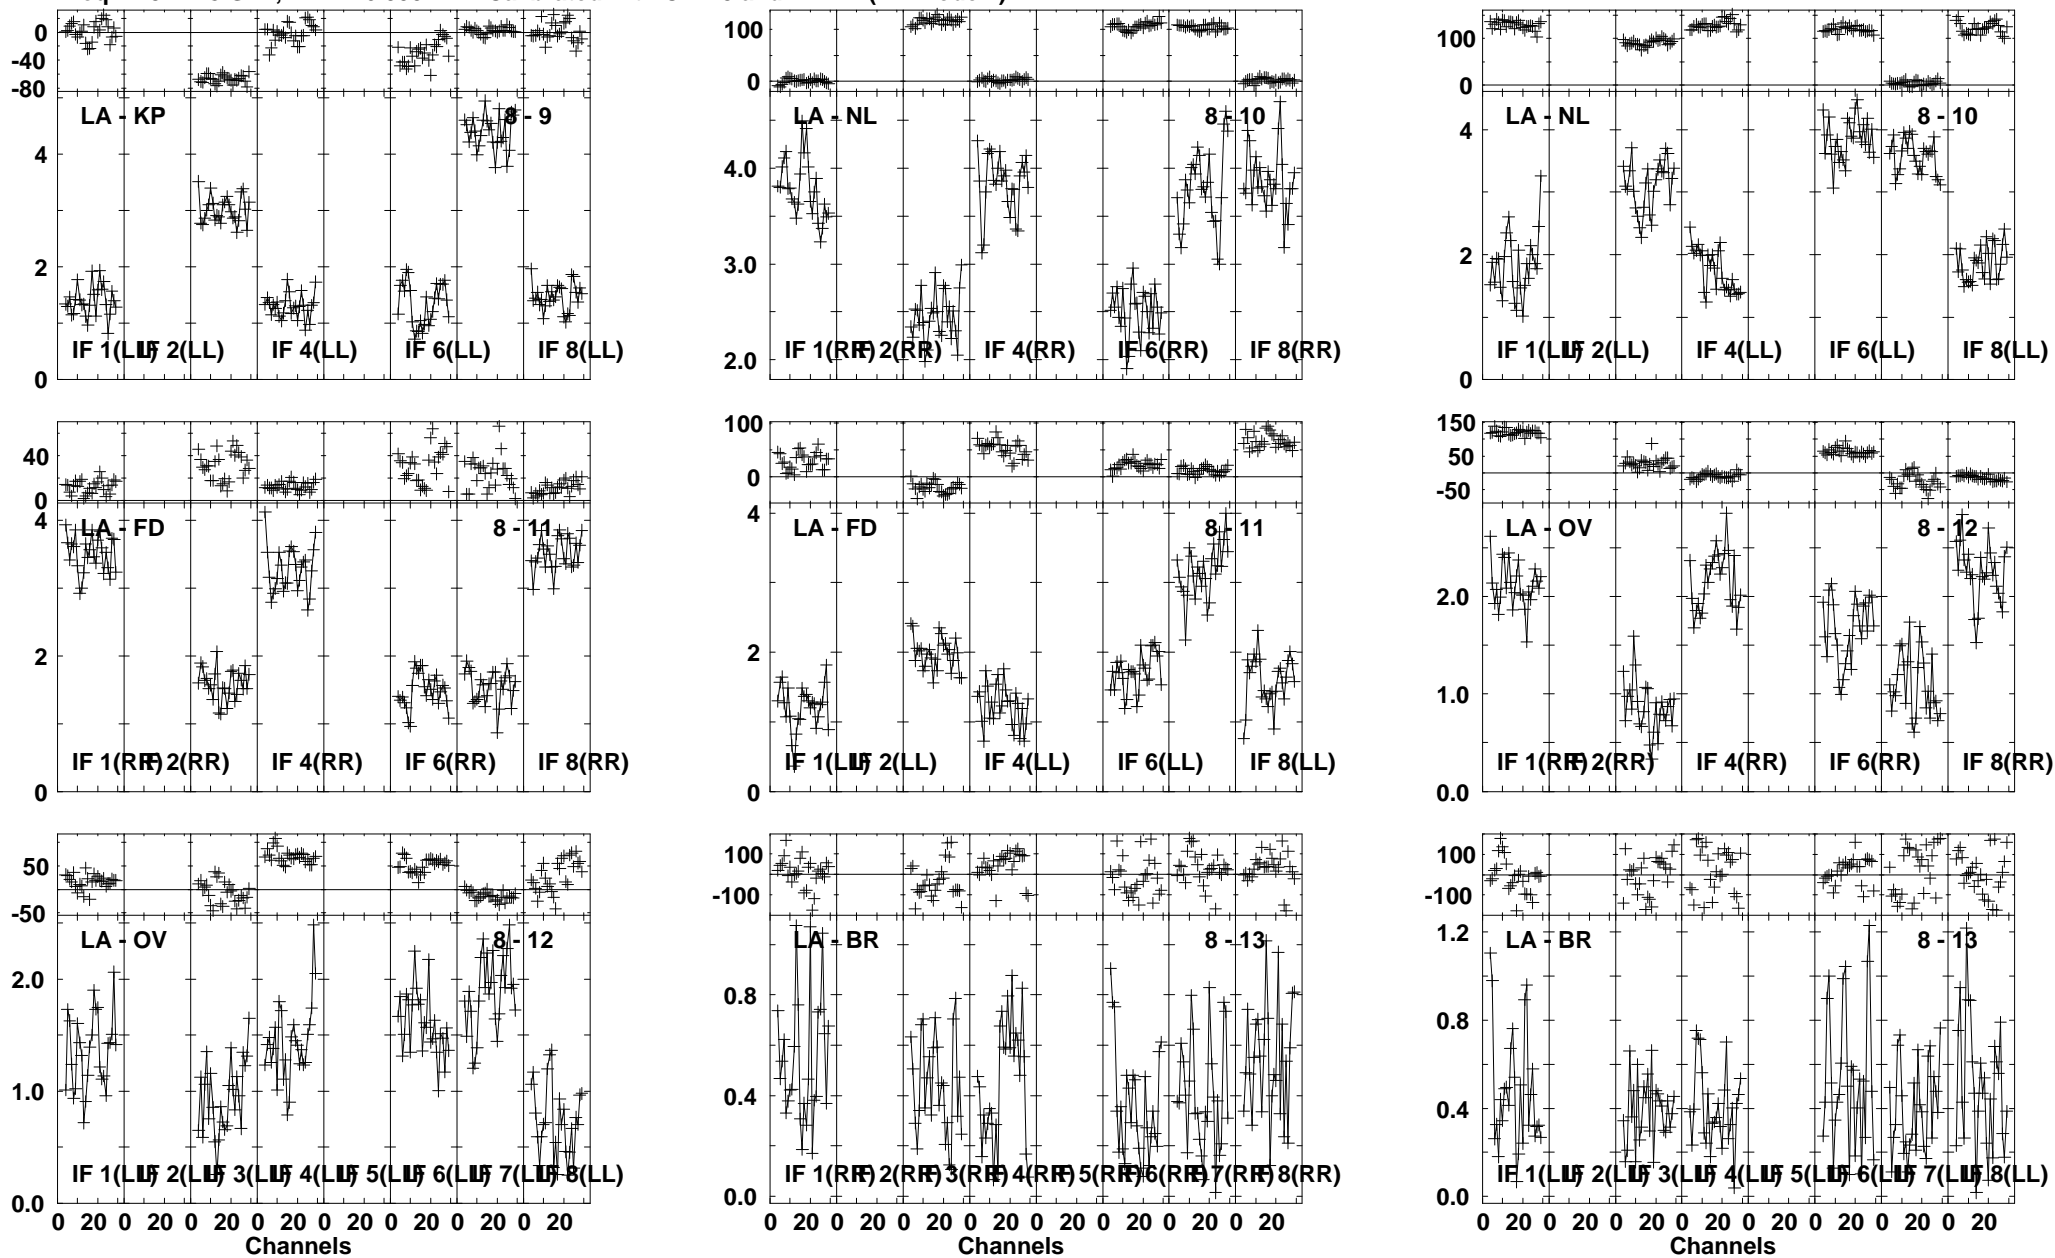 0
-40
-80
100
0
100
0
LA - KP 8 - 9
LA - NL 8 - 10
LA - NL 8 - 10
4
2
0
4.0
3.0
2.0
4
2
0
IF 1(LL) IF 2(LL) IF 4(LL) IF 6(LL) IF 8(LL)
IF 1(RR) IF 2(RR) IF 4(RR) IF 6(RR) IF 8(RR)
IF 1(LL) IF 2(LL) IF 4(LL) IF 6(LL) IF 8(LL)
40
0
100
0
150
50
-50
LA - FD 8 - 11
LA - FD 8 - 11
LA - OV 8 - 12
4
2
0
4
2
0
2.0
1.0
0.0
IF 1(RR) IF 2(RR) IF 4(RR) IF 6(RR) IF 8(RR)
IF 1(LL) IF 2(LL) IF 4(LL) IF 6(LL) IF 8(LL)
IF 1(RR) IF 2(RR) IF 4(RR) IF 6(RR) IF 8(RR)
50
-50
100
-100
100
-100
LA - OV 8 - 12
LA - BR 8 - 13
LA - BR 8 - 13
2.0
1.0
0.0
0.8
0.4
0.0
1.2
0.8
0.4
0.0
IF 1(LL) IF 2(LL) IF 3(LL) IF 4(LL) IF 5(LL) IF 6(LL) IF 7(LL) IF 8(LL)
IF 1(RR) IF 2(RR) IF 3(RR) IF 4(RR) IF 5(RR) IF 6(RR) IF 7(RR) IF 8(RR)
IF 1(LL) IF 2(LL) IF 3(LL) IF 4(LL) IF 5(LL) IF 6(LL) IF 7(LL) IF 8(LL)
0 20 0 20 0 20 0 20 0 20 0 20 0 20 0 20
0 20 0 20 0 20 0 20 0 20 0 20 0 20 0 20
0 20 0 20 0 20 0 20 0 20 0 20 0 20 0 20
Channels
Channels
Channels